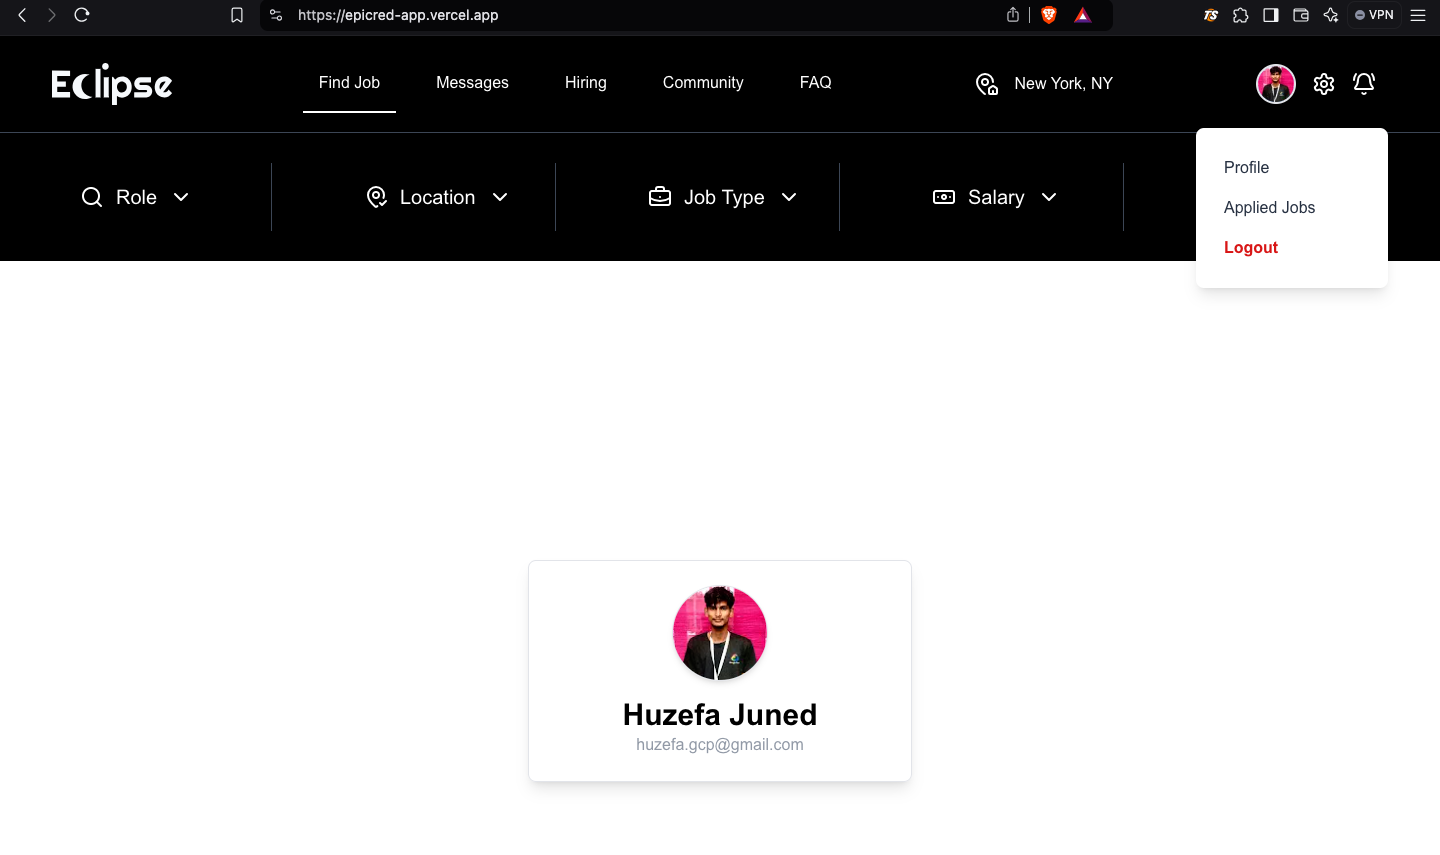 https://epicred-app.vercel.app
VPN
Eclipse
Find Job
Messages
Hiring
Community
FAQ
New York, NY
Role
Location
Job Type
Salary
Profile
Applied Jobs
Logout
Huzefa Juned
huzefa.gcp@gmail.com